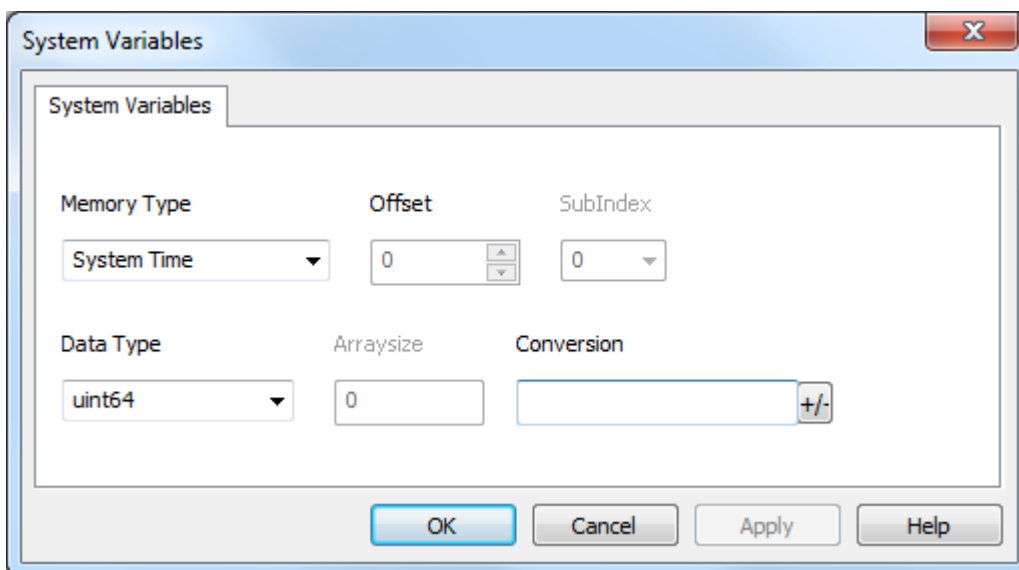 System Variables
System Variables
Memory Type Offset SubIndex
System Time 0 0
Data Type Arraysize Conversion
uint64 0 +/-
OK Cancel Apply Help